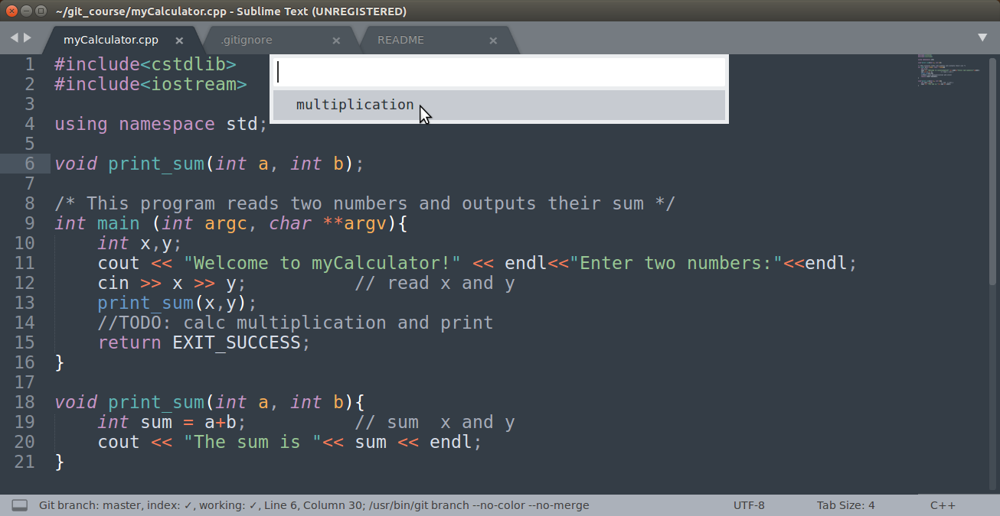 ~/git_course/myCalculator.cpp - Sublime Text (UNREGISTERED)
myCalculator.cpp × .gitignore × README ×
multiplication
1 #include<cstdlib>
2 #include<iostream>
3
4 using namespace std;
5
6 void print_sum(int a, int b);
7
8 /* This program reads two numbers and outputs their sum */
9 int main (int argc, char **argv){
10     int x,y;
11     cout << "Welcome to myCalculator!" << endl<<"Enter two numbers:"<<endl;
12     cin >> x >> y;          // read x and y
13     print_sum(x,y);
14     //TODO: calc multiplication and print
15     return EXIT_SUCCESS;
16 }
17
18 void print_sum(int a, int b){
19     int sum = a+b;          // sum  x and y
20     cout << "The sum is "<< sum << endl;
21 }
Git branch: master, index: ✓, working: ✓, Line 6, Column 30; /usr/bin/git branch --no-color --no-merge UTF-8 Tab Size: 4 C++